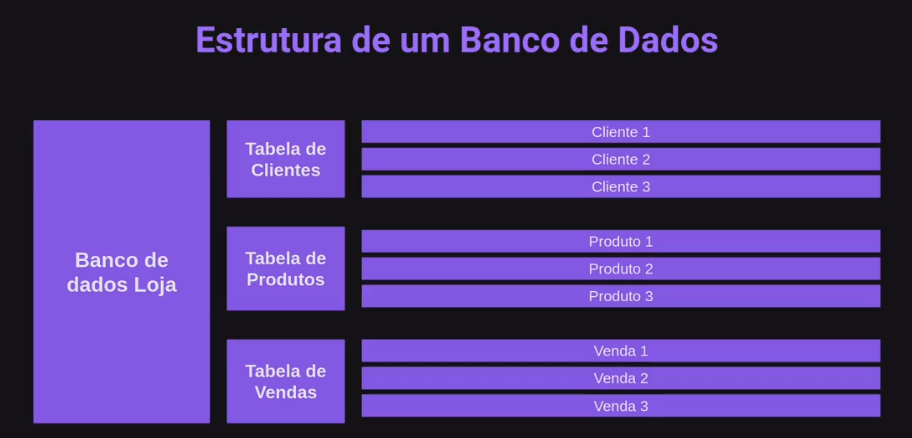 Estrutura de um Banco de Dados
Banco de
dados Loja
Tabela de
Clientes
Cliente 1
Cliente 2
Cliente 3
Tabela de
Produtos
Produto 1
Produto 2
Produto 3
Tabela de
Vendas
Venda 1
Venda 2
Venda 3